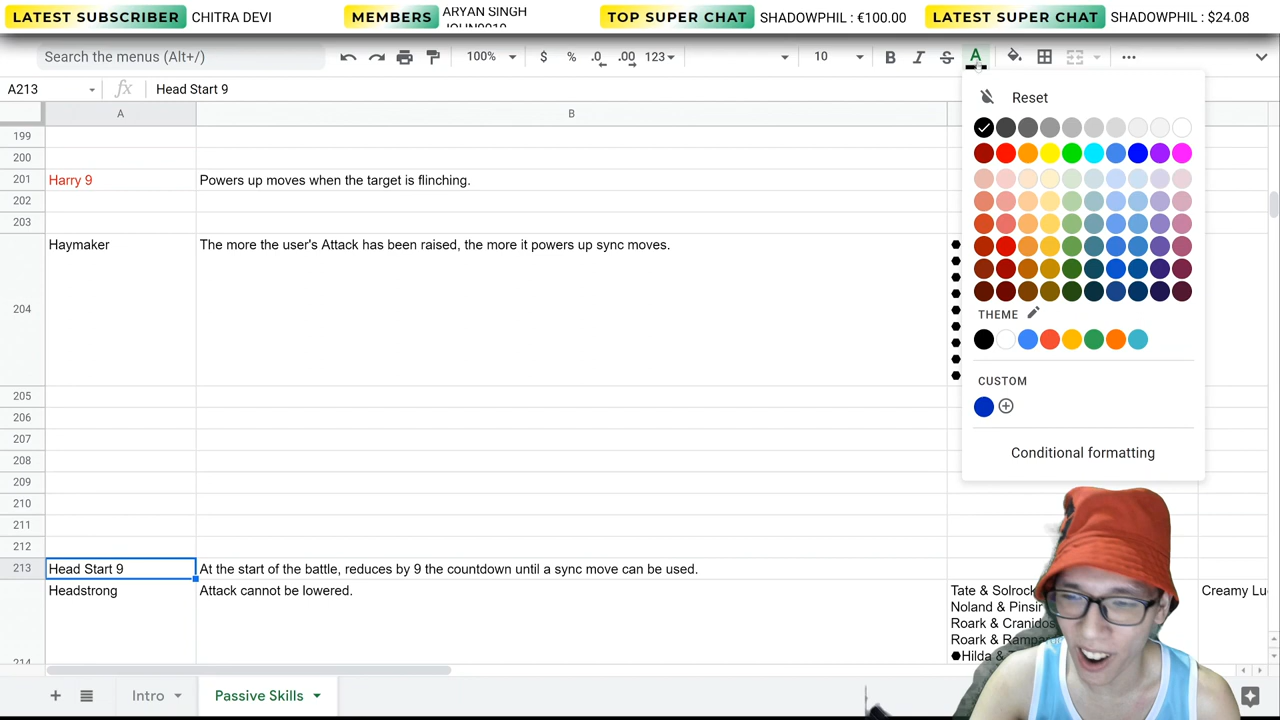 LATEST SUBSCRIBER CHITRA DEVI
MEMBERS ARYAN SINGH
TOP SUPER CHAT SHADOWPHIL : €100.00
LATEST SUPER CHAT SHADOWPHIL : $24.08
Search the menus (Alt+/)
100% $ % .0 .00 123 10 B I S A
A213 fx Head Start 9
Reset
A B
199
200
201 Harry 9 Powers up moves when the target is flinching.
202
203
204 Haymaker The more the user's Attack has been raised, the more it powers up sync moves.
THEME
205
CUSTOM
206
207
208 Conditional formatting
209
210
211
212
213 Head Start 9 At the start of the battle, reduces by 9 the countdown until a sync move can be used.
214 Headstrong Attack cannot be lowered.
Tate & Solrock
Noland & Pinsir
Roark & Cranidos
Roark &
Hilda &
Creamy
Intro Passive Skills